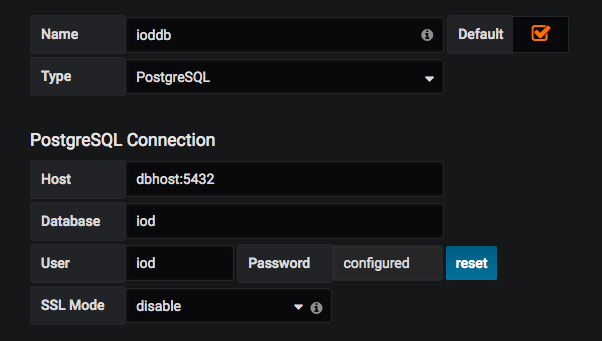 Name ioddb Default
Type PostgreSQL
PostgreSQL Connection
Host dbhost:5432
Database iod
User iod Password configured reset
SSL Mode disable